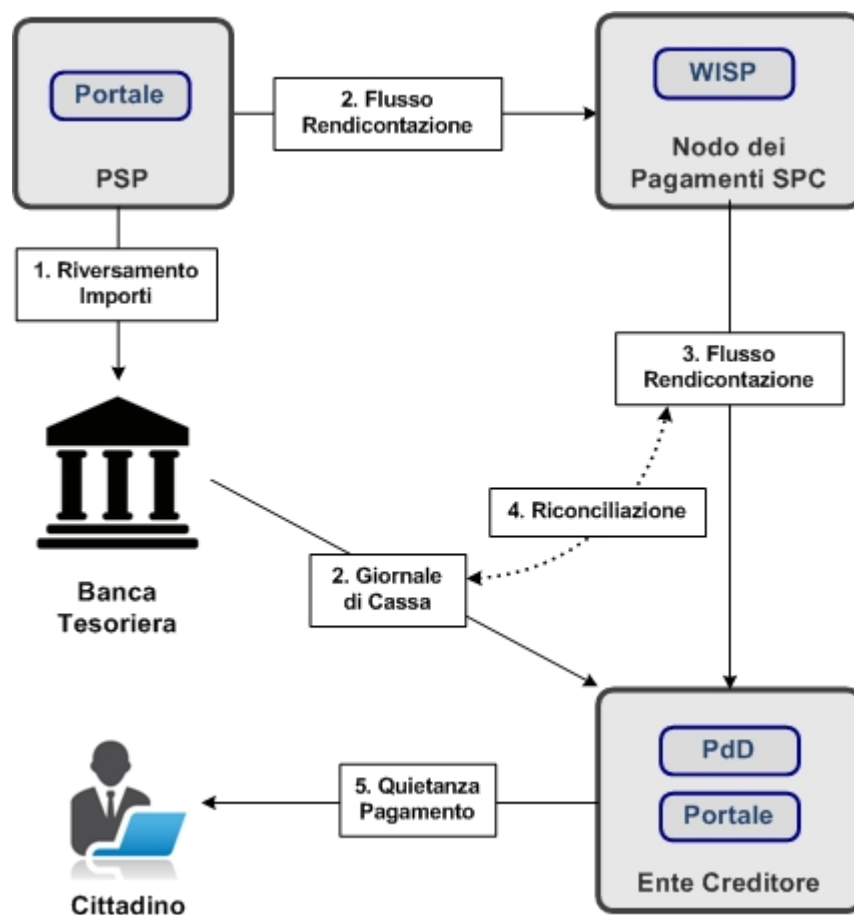 Portale
PSP
2. Flusso
Rendicontazione
WISP
Nodo dei
Pagamenti SPC
1. Riversamento
Importi
3. Flusso
Rendicontazione
4. Riconciliazione
Banca
Tesoriera
2. Giornale
di Cassa
PdD
Portale
Ente Creditore
5. Quietanza
Pagamento
Cittadino